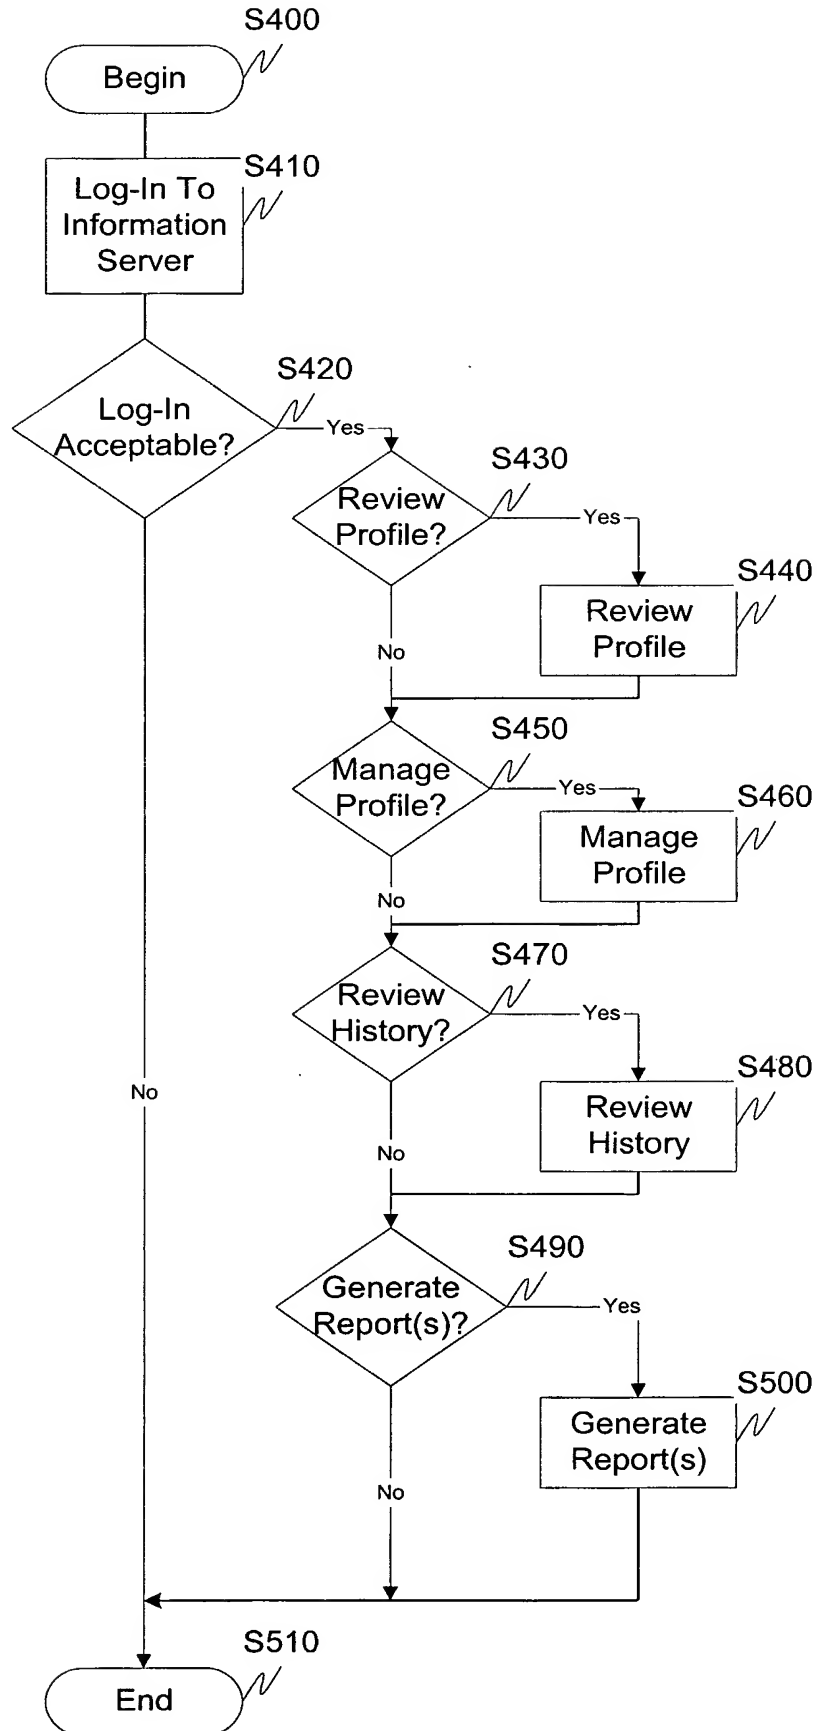 S400
Begin
S410
Log-In To
Information
Server
S420
Log-In
Acceptable?
Yes
S430
Review
Profile?
Yes
S440
Review
Profile
No
S450
Manage
Profile?
Yes
S460
Manage
Profile
No
S470
Review
History?
Yes
S480
Review
History
No
No
S490
Generate
Report(s)?
Yes
S500
Generate
Report(s)
No
S510
End